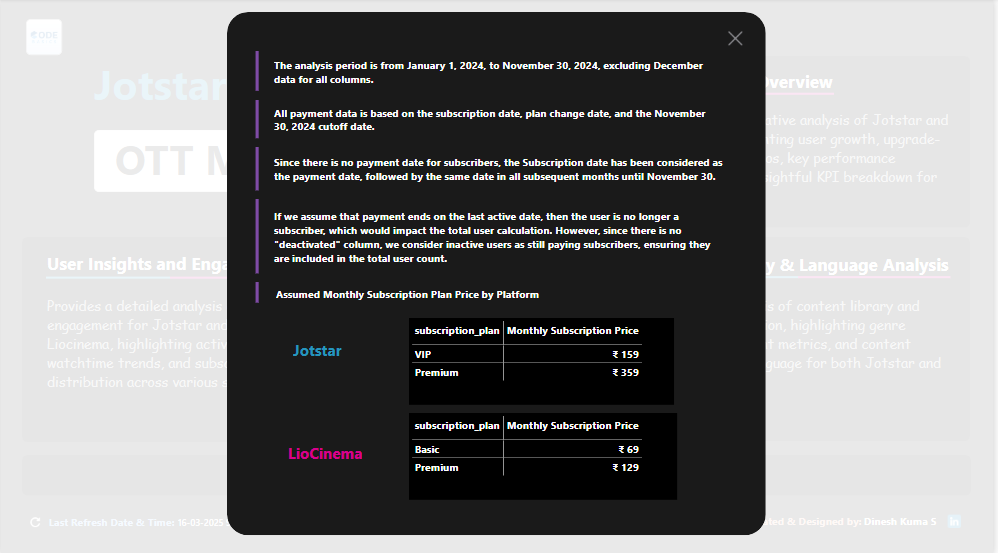 CODE
Jotstar
Overview
OTT M
ative analysis of Jotstar and
ting user growth, upgrade-
os, key performance
sightful KPI breakdown for
The analysis period is from January 1, 2024, to November 30, 2024, excluding December
data for all columns.
All payment data is based on the subscription date, plan change date, and the November
30, 2024 cutoff date.
Since there is no payment date for subscribers, the Subscription date has been considered as
the payment date, followed by the same date in all subsequent months until November 30.
If we assume that payment ends on the last active date, then the user is no longer a
subscriber, which would impact the total user calculation. However, since there is no
"deactivated" column, we consider inactive users as still paying subscribers, ensuring they
are included in the total user count.
Assumed Monthly Subscription Plan Price by Platform
Jotstar
subscription_plan Monthly Subscription Price
VIP ₹ 159
Premium ₹ 359
LioCinema
subscription_plan Monthly Subscription Price
Basic ₹ 69
Premium ₹ 129
User Insights and Enga
Provides a detailed analysis
engagement for Jotstar and
Liocinema, highlighting activ
watchtime trends, and subs
distribution across various s
y & Language Analysis
s of content library and
on, highlighting genre
nt metrics, and content
guage for both Jotstar and
Last Refresh Date & Time: 16-03-2025
ted & Designed by: Dinesh Kuma S
in